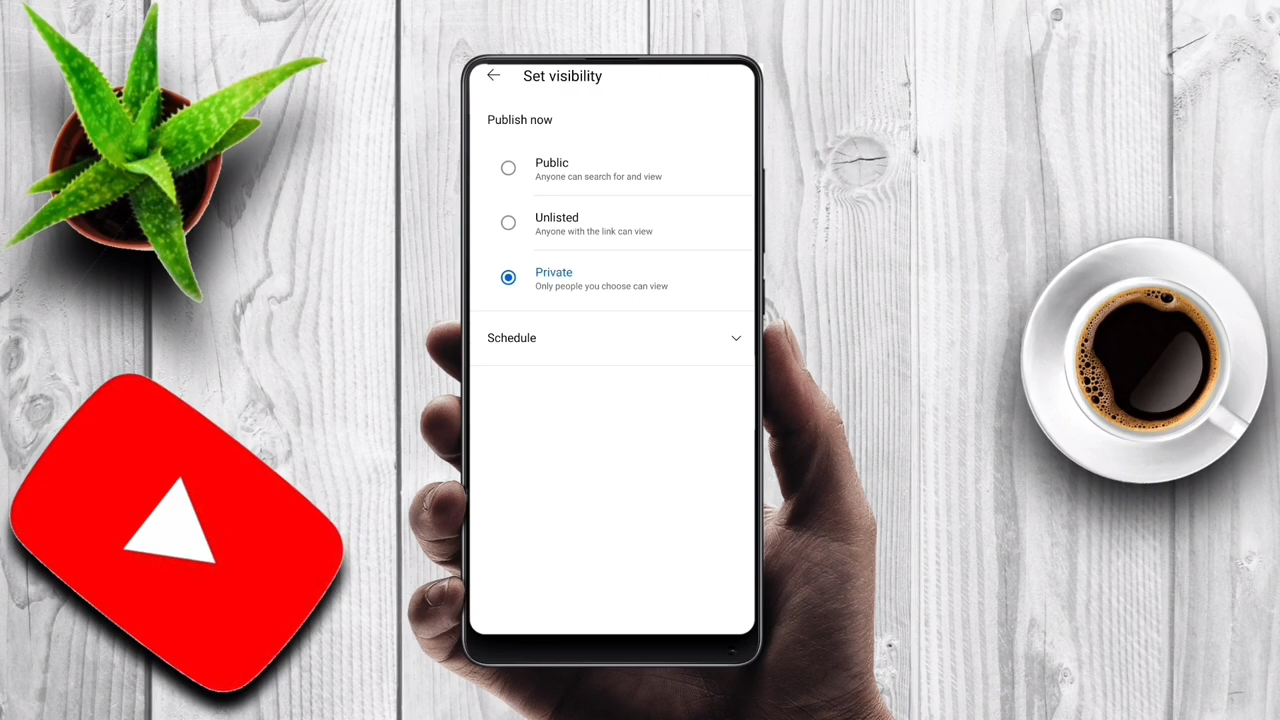 Set visibility
Publish now
Public
Anyone can search for and view
Unlisted
Anyone with the link can view
Private
Only people you choose can view
Schedule